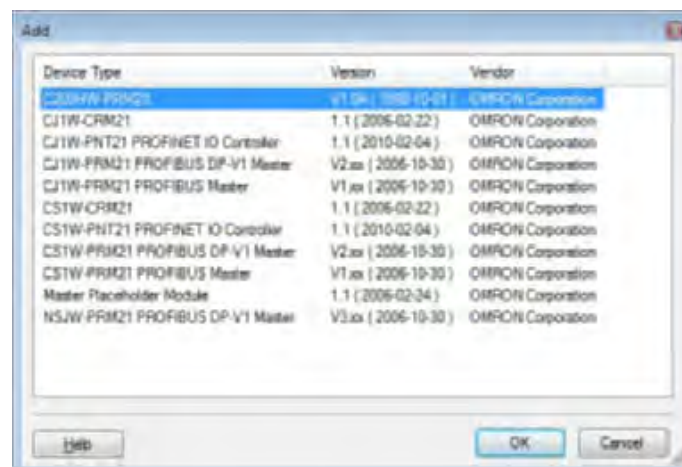 Add
Device Type Version Vendor
C200HW-PRM21 OMRON Corporation
CJ1W-CRM21 1.1 ( 2006-02-22 ) OMRON Corporation
CJ1W-PNT21 PROFINET IO Controller 1.1 ( 2010-02-04 ) OMRON Corporation
CJ1W-PRM21 PROFIBUS DP-V1 Master V2.xx ( 2006-10-30 ) OMRON Corporation
CJ1W-PRM21 PROFIBUS Master V1.xx ( 2006-10-30 ) OMRON Corporation
CS1W-CRM21 1.1 ( 2006-02-22 ) OMRON Corporation
CS1W-PNT21 PROFINET IO Controller 1.1 ( 2010-02-04 ) OMRON Corporation
CS1W-PRM21 PROFIBUS DP-V1 Master V2.xx ( 2006-10-30 ) OMRON Corporation
CS1W-PRM21 PROFIBUS Master V1.xx ( 2006-10-30 ) OMRON Corporation
Master Placeholder Module 1.1 ( 2006-02-24 ) OMRON Corporation
NSJW-PRM21 PROFIBUS DP-V1 Master V3.xx ( 2006-10-30 ) OMRON Corporation
Help OK Cancel